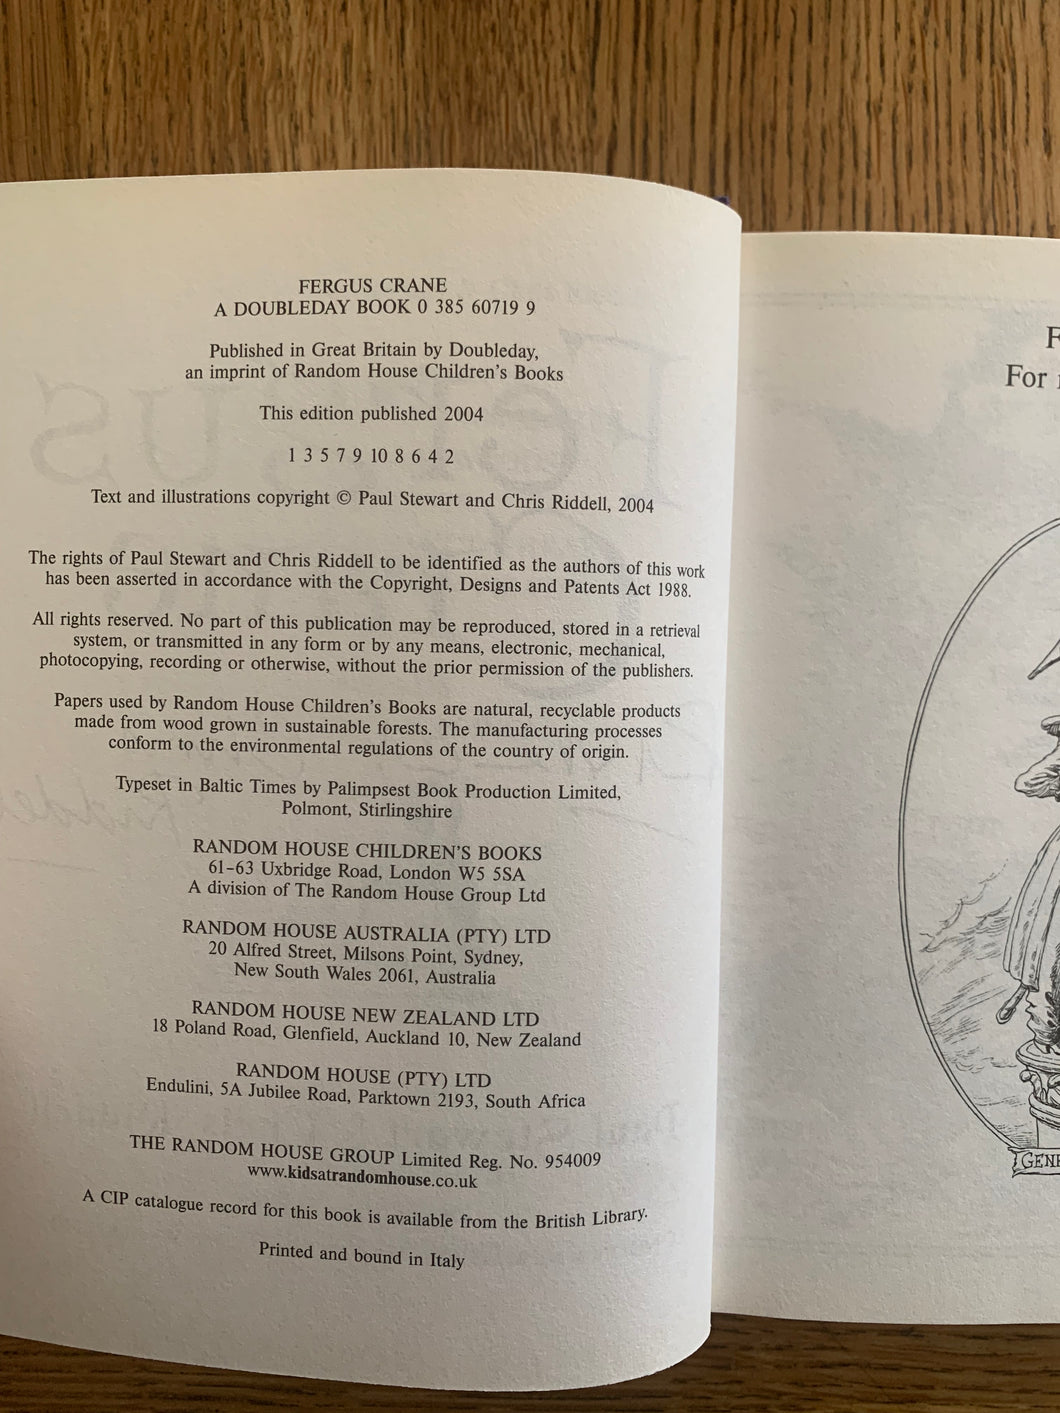 FERGUS CRANE
A DOUBLEDAY BOOK 0 385 60719 9
Published in Great Britain by Doubleday,
an imprint of Random House Children's Books
This edition published 2004
1 3 5 7 9 10 8 6 4 2
Text and illustrations copyright © Paul Stewart and Chris Riddell, 2004
The rights of Paul Stewart and Chris Riddell to be identified as the authors of this work
has been asserted in accordance with the Copyright, Designs and Patents Act 1988.
All rights reserved. No part of this publication may be reproduced, stored in a retrieval
system, or transmitted in any form or by any means, electronic, mechanical,
photocopying, recording or otherwise, without the prior permission of the publishers.
Papers used by Random House Children's Books are natural, recyclable products
made from wood grown in sustainable forests. The manufacturing processes
conform to the environmental regulations of the country of origin.
Typeset in Baltic Times by Palimpsest Book Production Limited,
Polmont, Stirlingshire
RANDOM HOUSE CHILDREN'S BOOKS
61–63 Uxbridge Road, London W5 5SA
A division of The Random House Group Ltd
RANDOM HOUSE AUSTRALIA (PTY) LTD
20 Alfred Street, Milsons Point, Sydney,
New South Wales 2061, Australia
RANDOM HOUSE NEW ZEALAND LTD
18 Poland Road, Glenfield, Auckland 10, New Zealand
RANDOM HOUSE (PTY) LTD
Endulini, 5A Jubilee Road, Parktown 2193, South Africa
THE RANDOM HOUSE GROUP Limited Reg. No. 954009
www.kidsatrandomhouse.co.uk
A CIP catalogue record for this book is available from the British Library.
Printed and bound in Italy
F
For
GENE